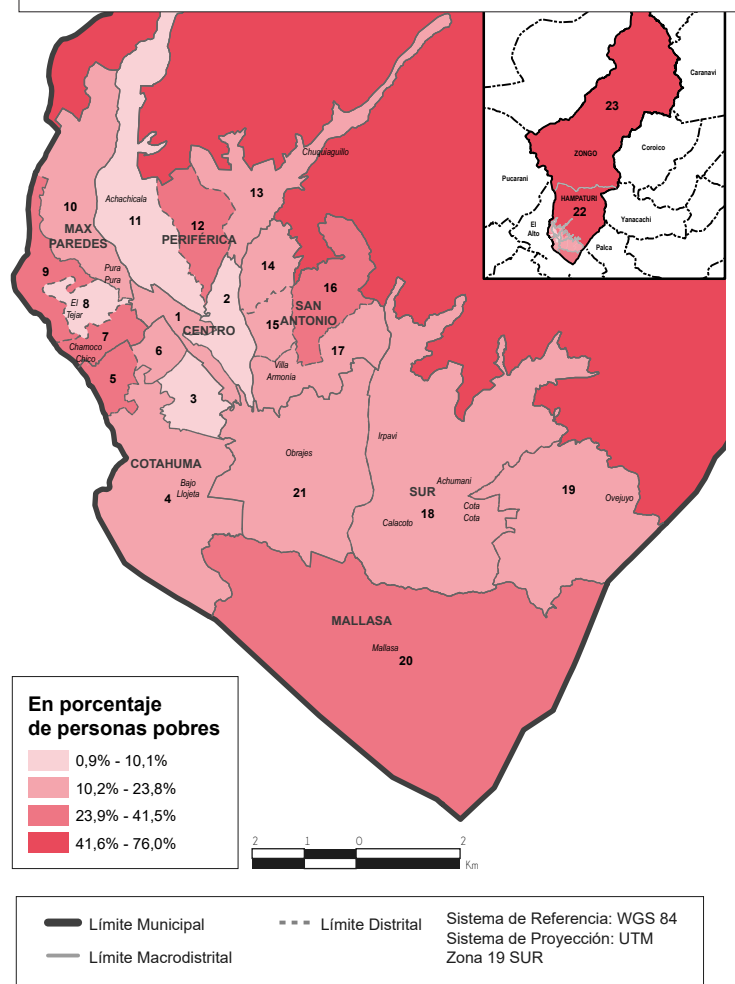 Caranavi
23
ZONGO
Coroico
Pucarani
HAMPATURI
22
Yanacachi
El
Alto
Palca
Chuquiaguillo
13
Achachicala
10
11
12
MAX
PAREDES
PERIFÉRICA
14
9
Pura
Pura
16
El
Tejar
8
2
SAN
ANTONIO
1
CENTRO
15
7
Chamoco
Chico
6
17
Villa
Armonía
5
3
Irpavi
Obrajes
COTAHUMA
Bajo
Llojeta
4
21
Achumani
SUR
18
Calacoto
Cota
Cota
19
Ovejuyo
MALLASA
Mallasa
20
En porcentaje
de personas pobres
0,9% - 10,1%
10,2% - 23,8%
23,9% - 41,5%
41,6% - 76,0%
2 1 0 2
Km
Límite Municipal
Límite Distrital
Límite Macrodistrital
Sistema de Referencia: WGS 84
Sistema de Proyección: UTM
Zona 19 SUR